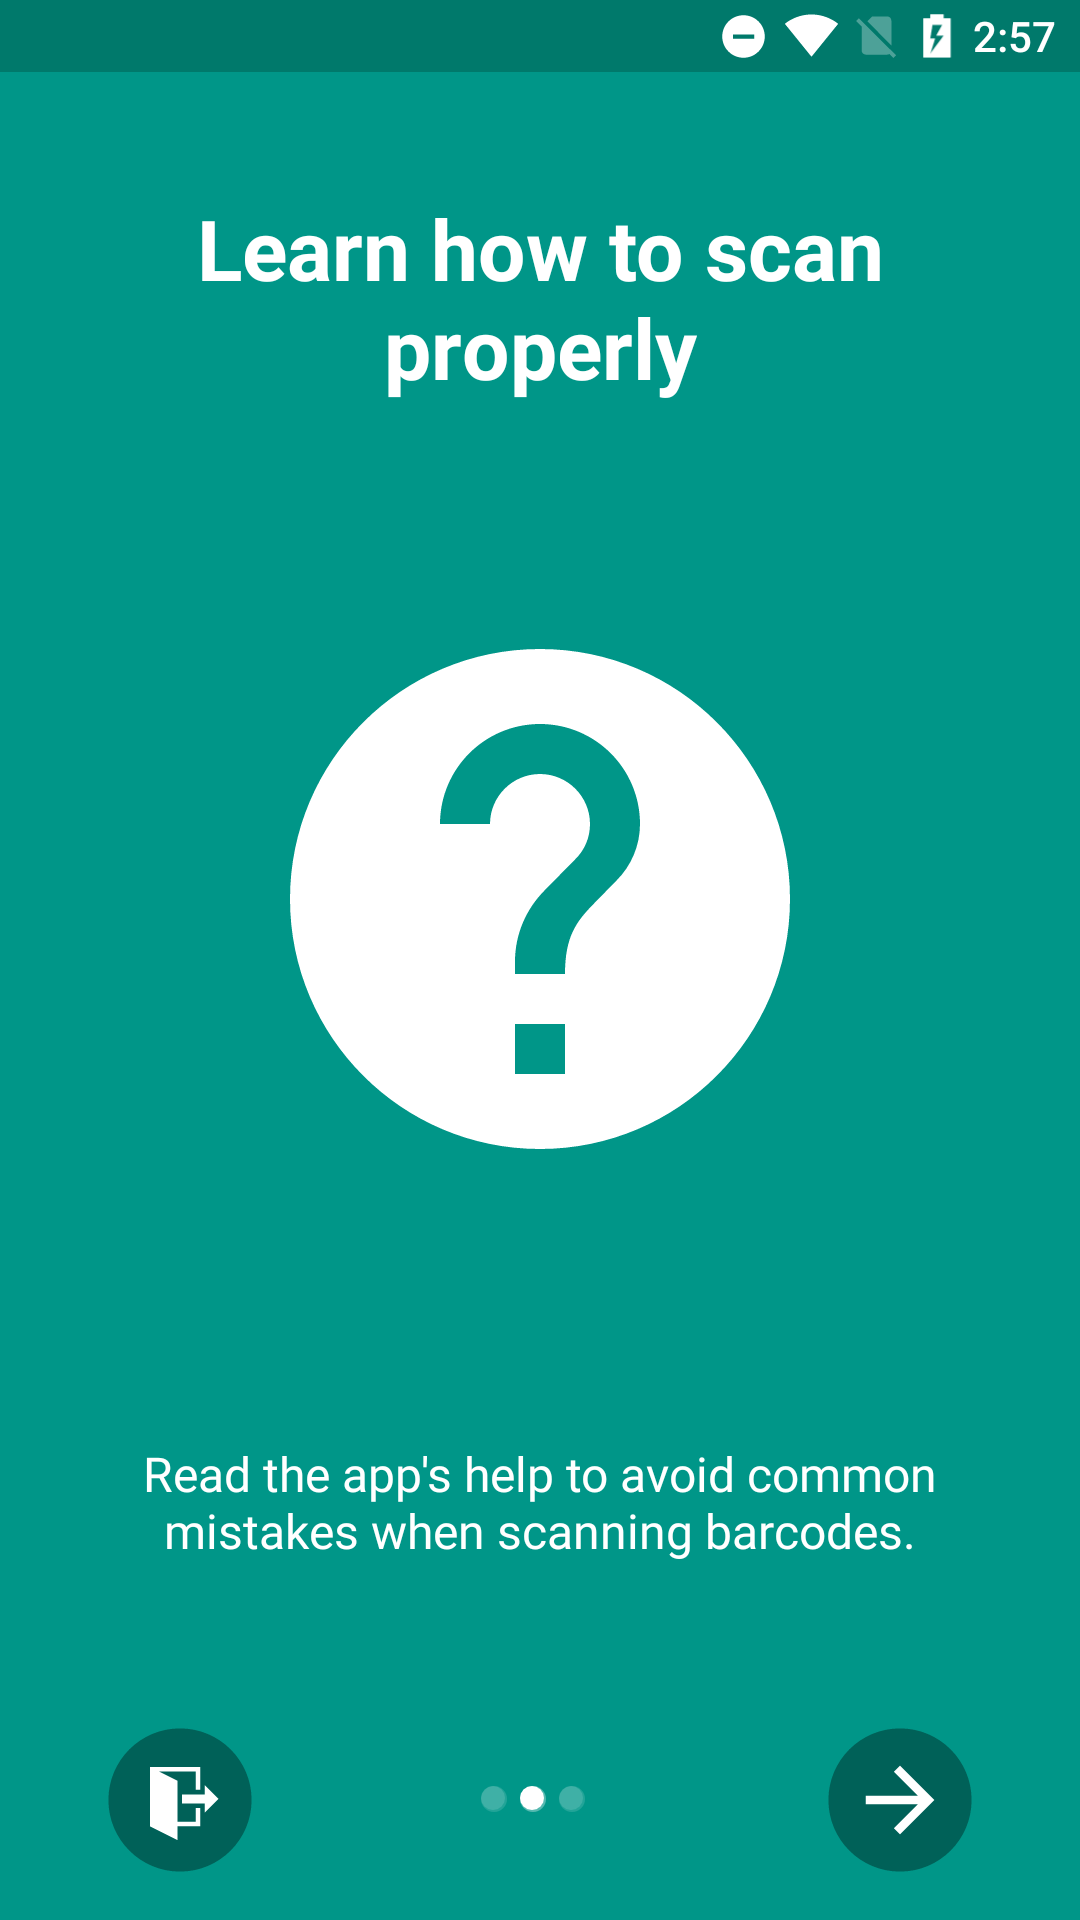 2:57
Learn how to scan
properly
Read the app's help to avoid common
mistakes when scanning barcodes.